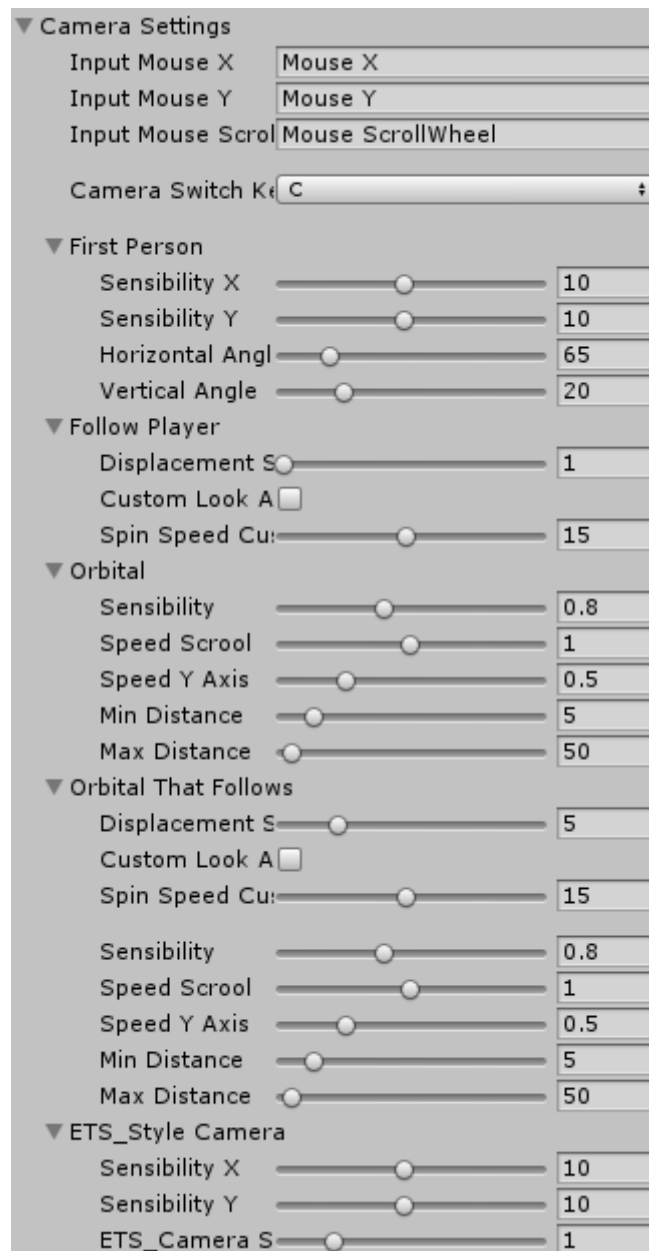 Camera Settings
Input Mouse X Mouse X
Input Mouse Y Mouse Y
Input Mouse Scrol Mouse ScrollWheel
Camera Switch Ke C
First Person
Sensibility X 10
Sensibility Y 10
Horizontal Angl 65
Vertical Angle 20
Follow Player
Displacement S 1
Custom Look A
Spin Speed Cus 15
Orbital
Sensibility 0.8
Speed Scrool 1
Speed Y Axis 0.5
Min Distance 5
Max Distance 50
Orbital That Follows
Displacement S 5
Custom Look A
Spin Speed Cus 15
Sensibility 0.8
Speed Scrool 1
Speed Y Axis 0.5
Min Distance 5
Max Distance 50
ETS_Style Camera
Sensibility X 10
Sensibility Y 10
ETS_Camera S 1